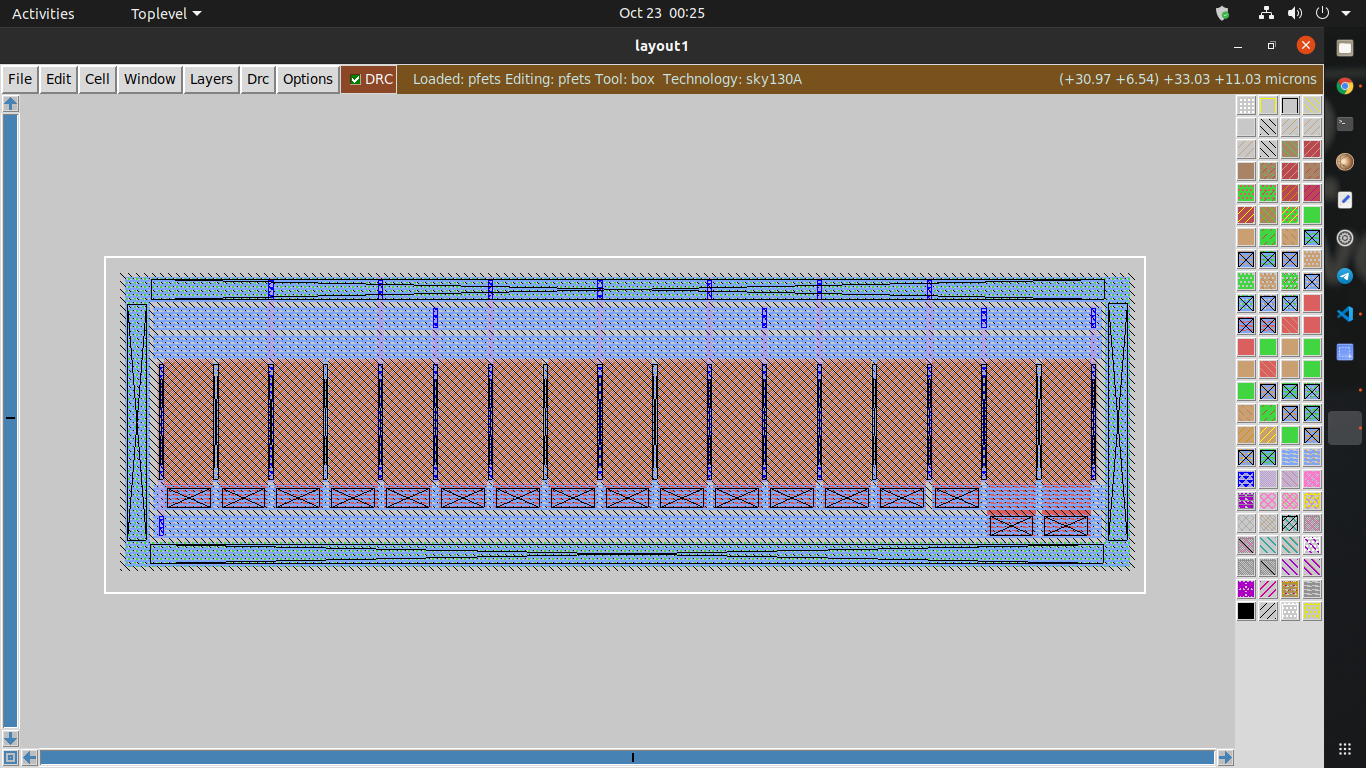 Activities Toplevel Oct 23 00:25
layout1
File Edit Cell Window Layers Drc Options DRC Loaded: pfets Editing: pfets Tool: box Technology: sky130A (+30.97 +6.54) +33.03 +11.03 microns